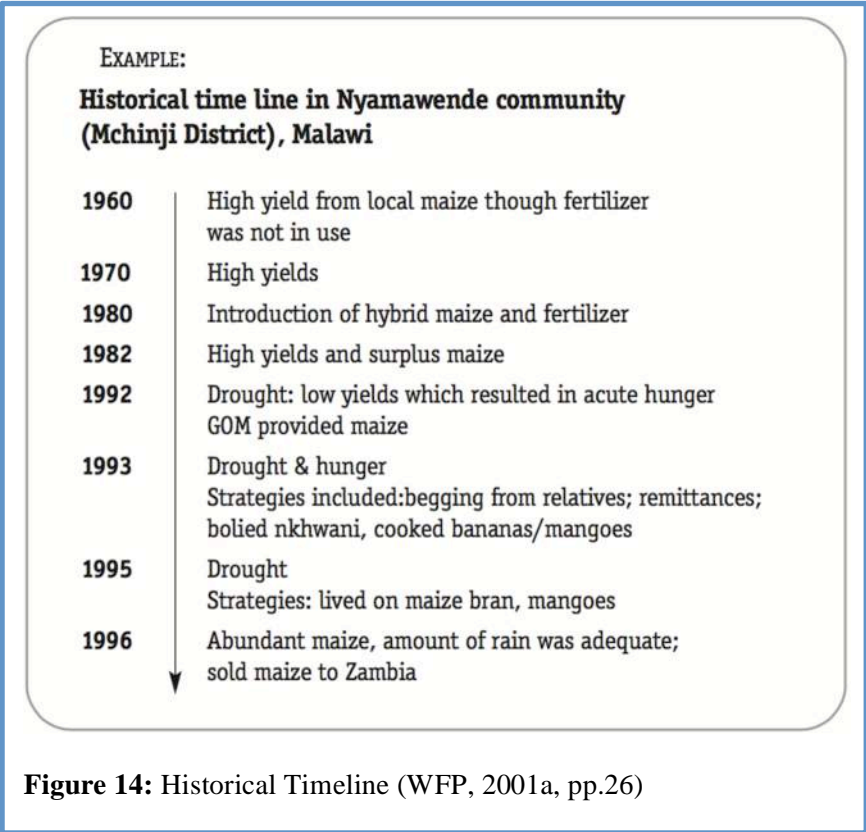 EXAMPLE:
Historical time line in Nyamawende community
(Mchinji District), Malawi
1960 High yield from local maize though fertilizer
was not in use
1970 High yields
1980 Introduction of hybrid maize and fertilizer
1982 High yields and surplus maize
1992 Drought: low yields which resulted in acute hunger
GOM provided maize
1993 Drought & hunger
Strategies included:begging from relatives; remittances;
bolied nkhwani, cooked bananas/mangoes
1995 Drought
Strategies: lived on maize bran, mangoes
1996 Abundant maize, amount of rain was adequate;
sold maize to Zambia
Figure 14: Historical Timeline (WFP, 2001a, pp.26)